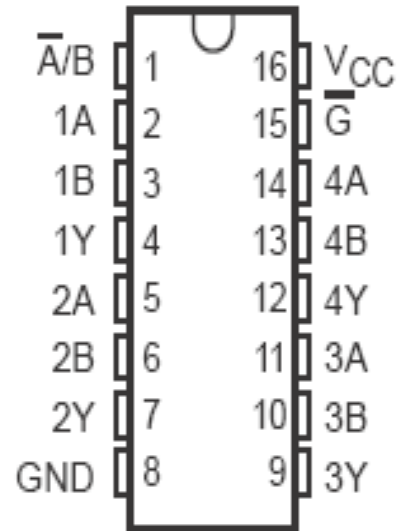 A̅/B 1 16 VCC
1A 2 15 G̅
1B 3 14 4A
1Y 4 13 4B
2A 5 12 4Y
2B 6 11 3A
2Y 7 10 3B
GND 8 9 3Y